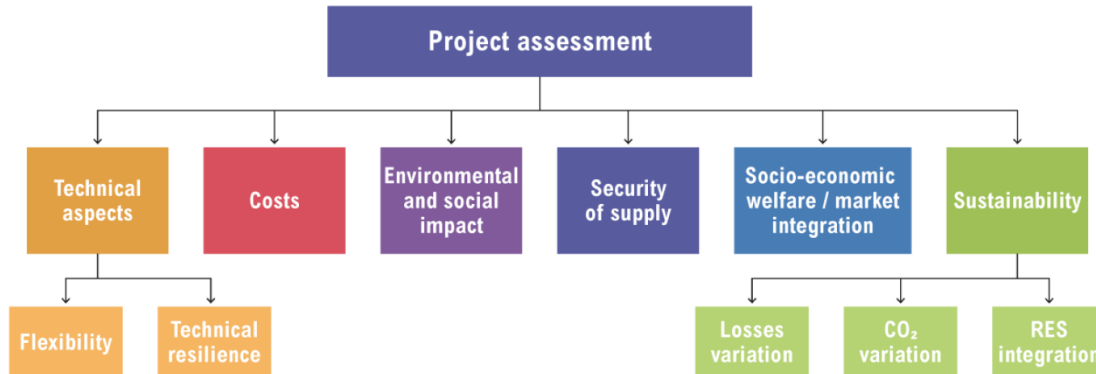 Project assessment
Technical
aspects
Costs
Environmental
and social
impact
Security
of supply
Socio-economic
welfare / market
integration
Sustainability
Flexibility
Technical
resilience
Losses
variation
CO₂
variation
RES
integration